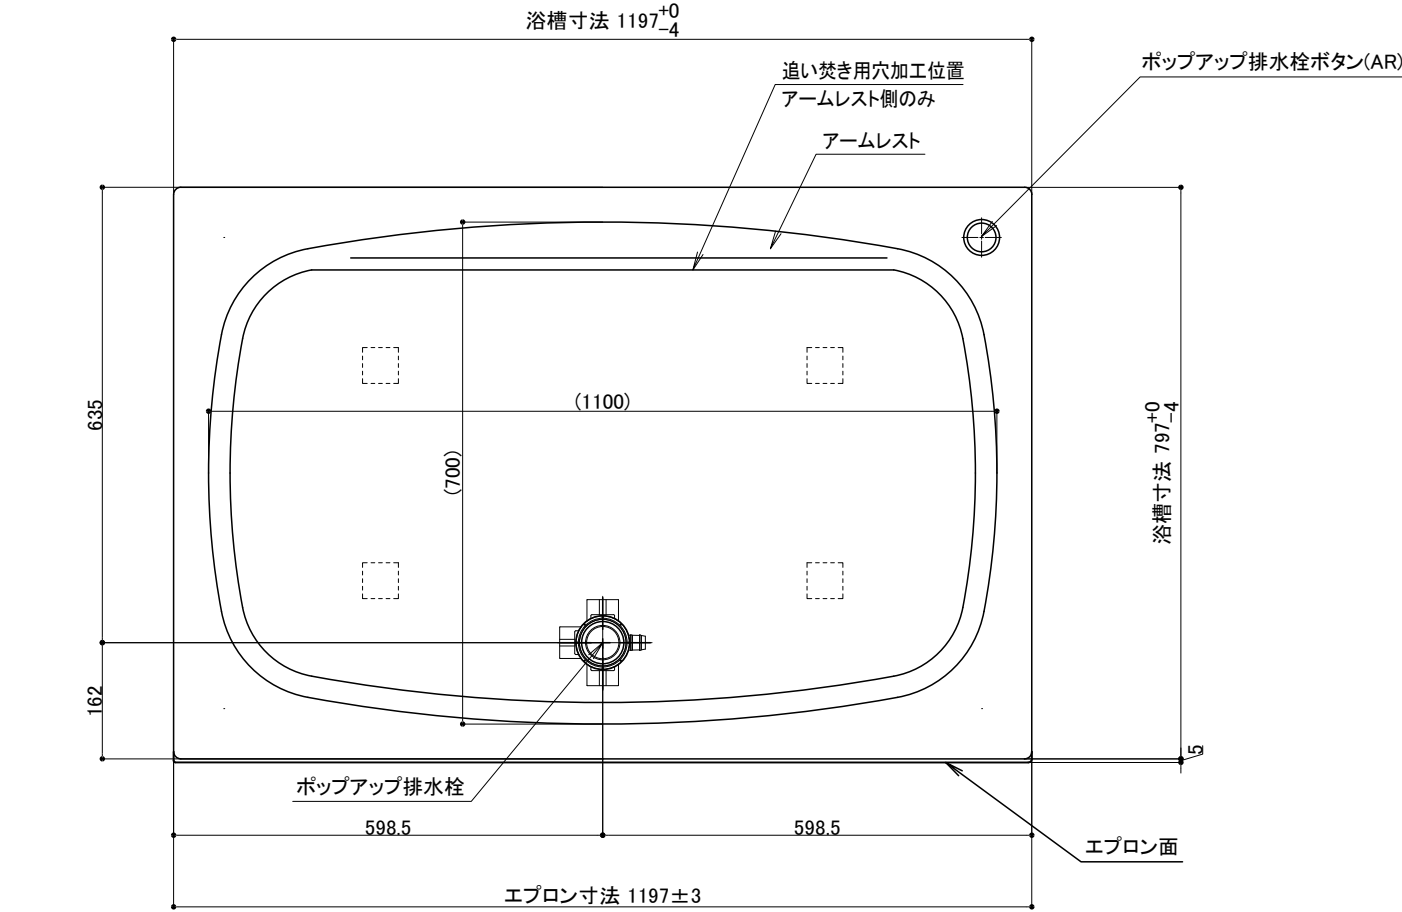 浴槽寸法 1197+0-4
追い焚き用穴加工位置
アームレスト側のみ
ポップアップ排水栓ボタン(AR)
アームレスト
635
(1100)
(700)
浴槽寸法 797+0-4
162
5
ポップアップ排水栓
598.5
598.5
エプロン面
エプロン寸法 1197±3